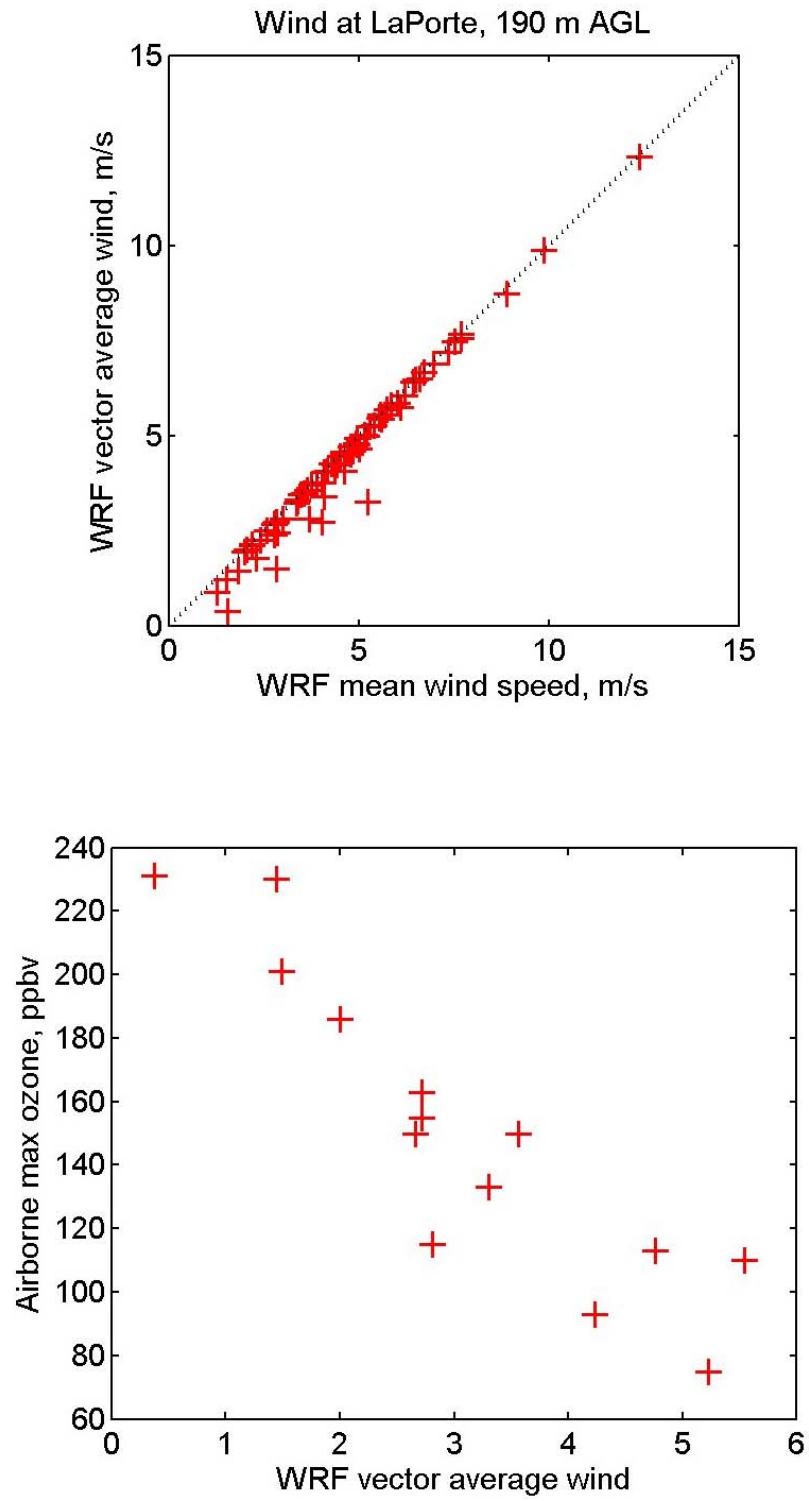 Wind at LaPorte, 190 m AGL
15
10
5
0
WRF vector average wind, m/s
0 5 10 15
WRF mean wind speed, m/s
240
220
200
180
160
140
120
100
80
60
Airborne max ozone, ppbv
0 1 2 3 4 5 6
WRF vector average wind